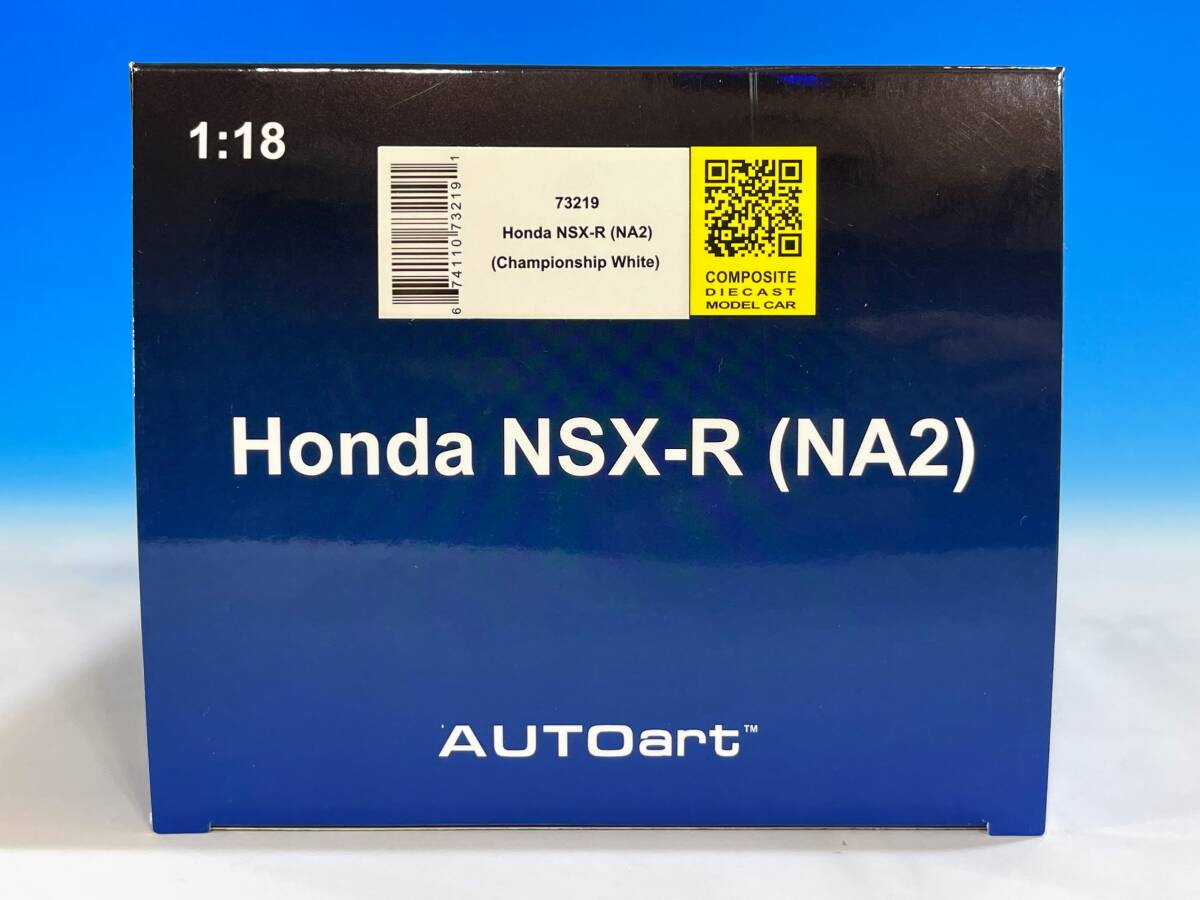 1:18
6 74110 73219 1
73219
Honda NSX-R (NA2)
(Championship White)
COMPOSITE
DIECAST
MODEL CAR
Honda NSX-R (NA2)
AUTOart™